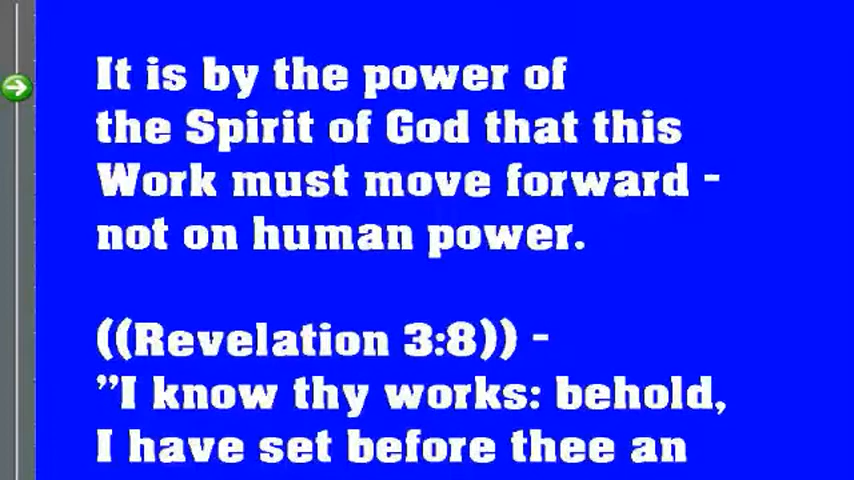 It is by the power of
the Spirit of God that this
Work must move forward -
not on human power.
((Revelation 3:8)) -
”I know thy works: behold,
I have set before thee an